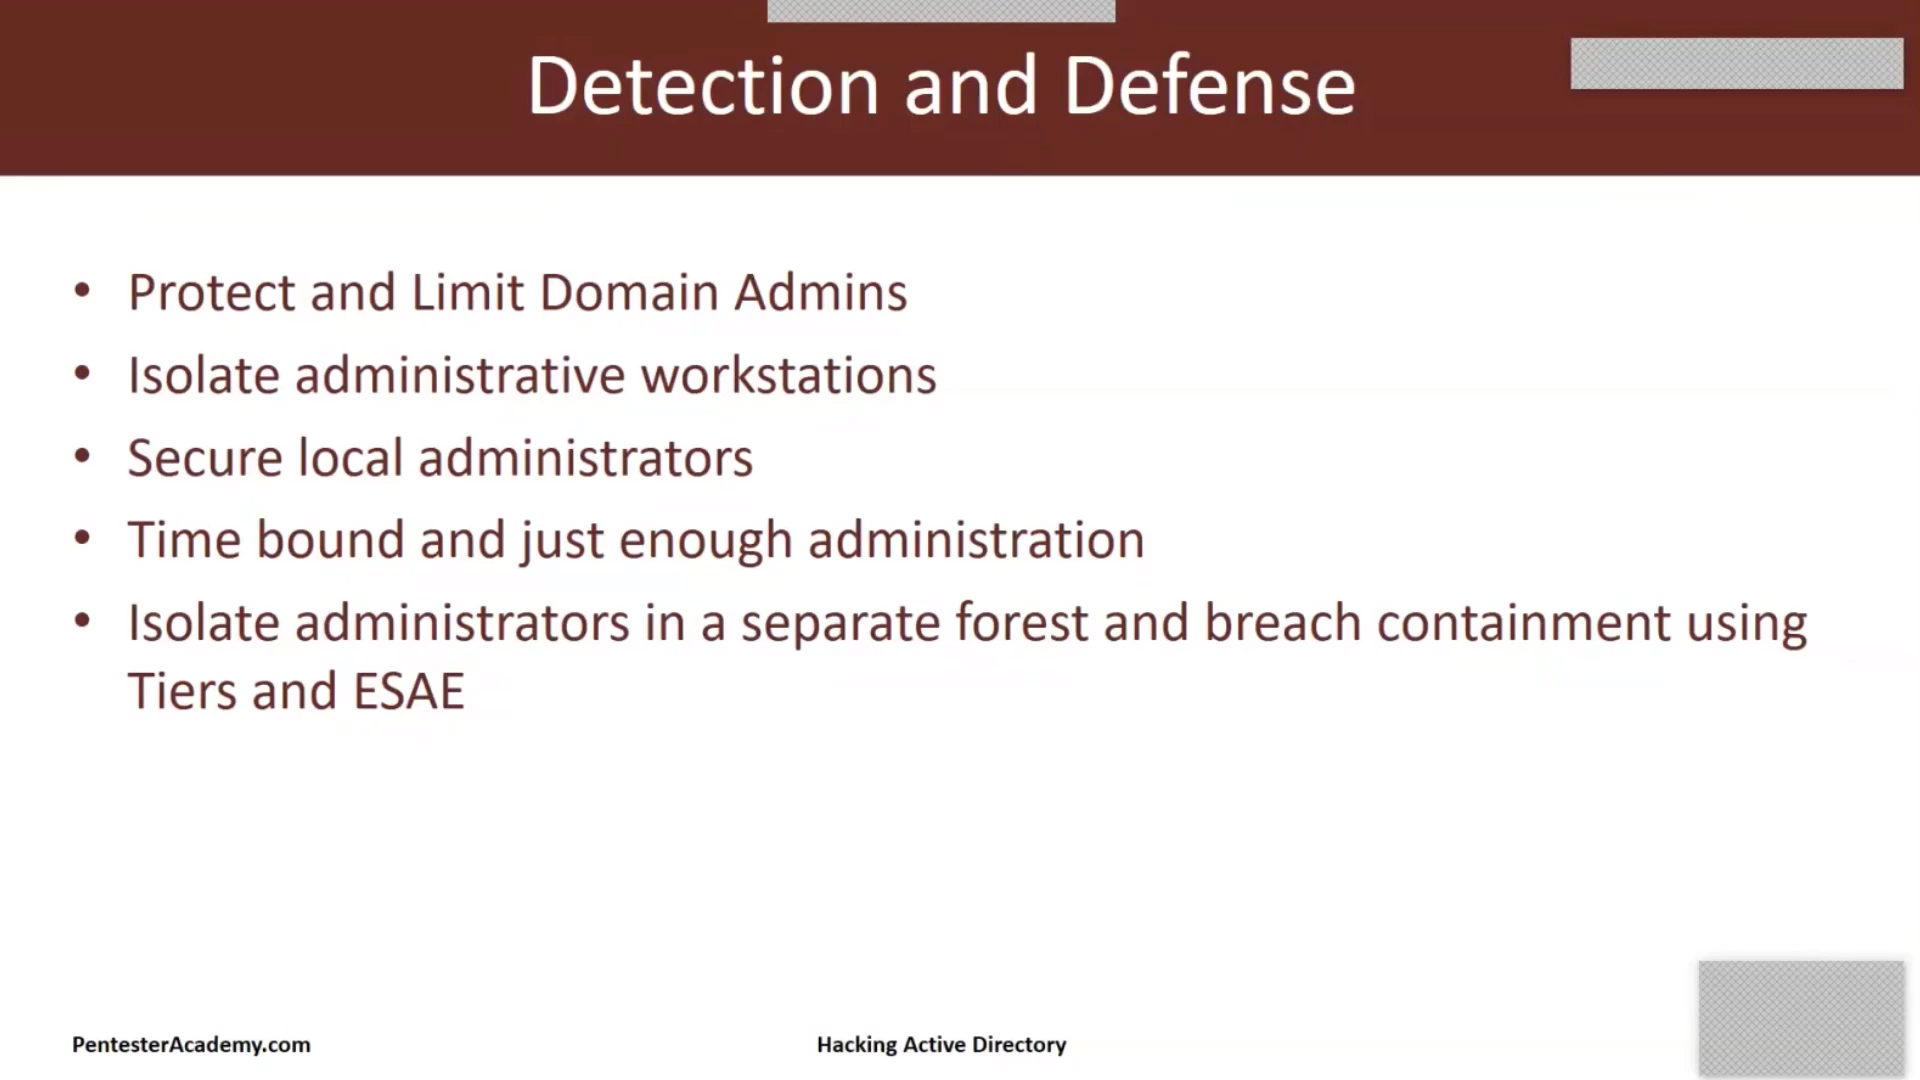 Detection and Defense
• Protect and Limit Domain Admins
• Isolate administrative workstations
• Secure local administrators
• Time bound and just enough administration
• Isolate administrators in a separate forest and breach containment using
Tiers and ESAE
PentesterAcademy.com
Hacking Active Directory